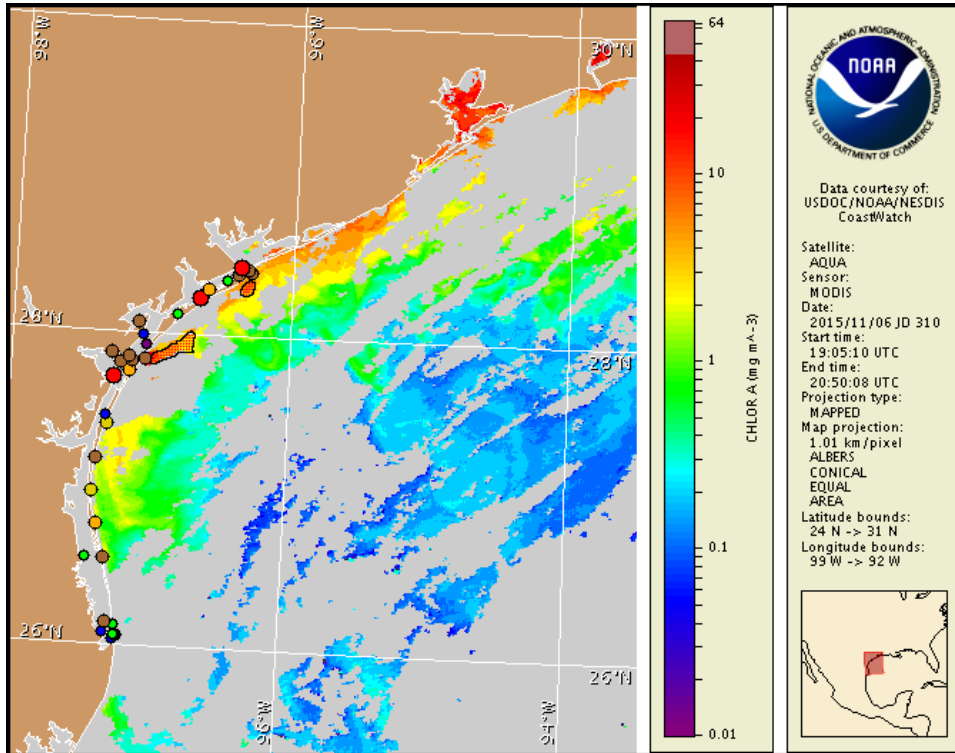 98°W
96°W
30°N
28°N
28°N
26°N
26°N
96°W
94°W
64
10
1
0.1
0.01
CHLOR A (mg m^-3)
NATIONAL OCEANIC AND ATMOSPHERIC ADMINISTRATION
NOAA
U.S. DEPARTMENT OF COMMERCE
Data courtesy of:
USDOC/NOAA/NESDIS
CoastWatch
Satellite:
AQUA
Sensor:
MODIS
Date:
2015/11/06 JD 310
Start time:
19:05:10 UTC
End time:
20:50:08 UTC
Projection type:
MAPPED
Map projection:
1.01 km/pixel
ALBERS
CONICAL
EQUAL
AREA
Latitude bounds:
24 N -> 31 N
Longitude bounds:
99 W -> 92 W